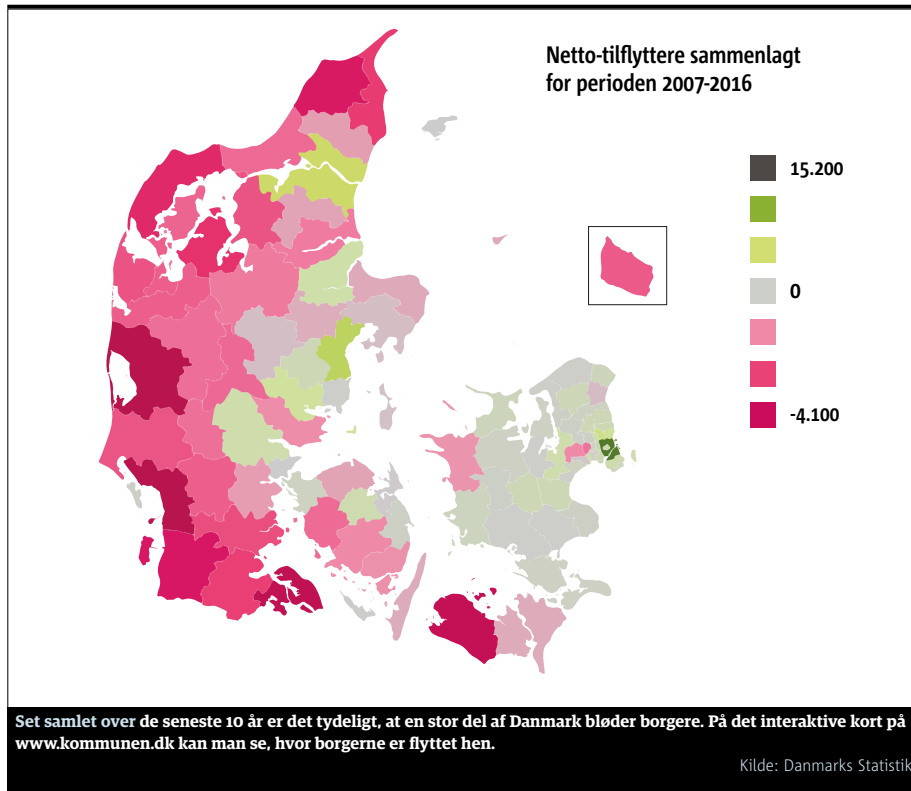 Netto-tilflyttere sammenlagt
for perioden 2007-2016
15.200
0
-4.100
Set samlet over de seneste 10 år er det tydeligt, at en stor del af Danmark bløder borgere. På det interaktive kort på
www.kommunen.dk kan man se, hvor borgerne er flyttet hen.
Kilde: Danmarks Statistik